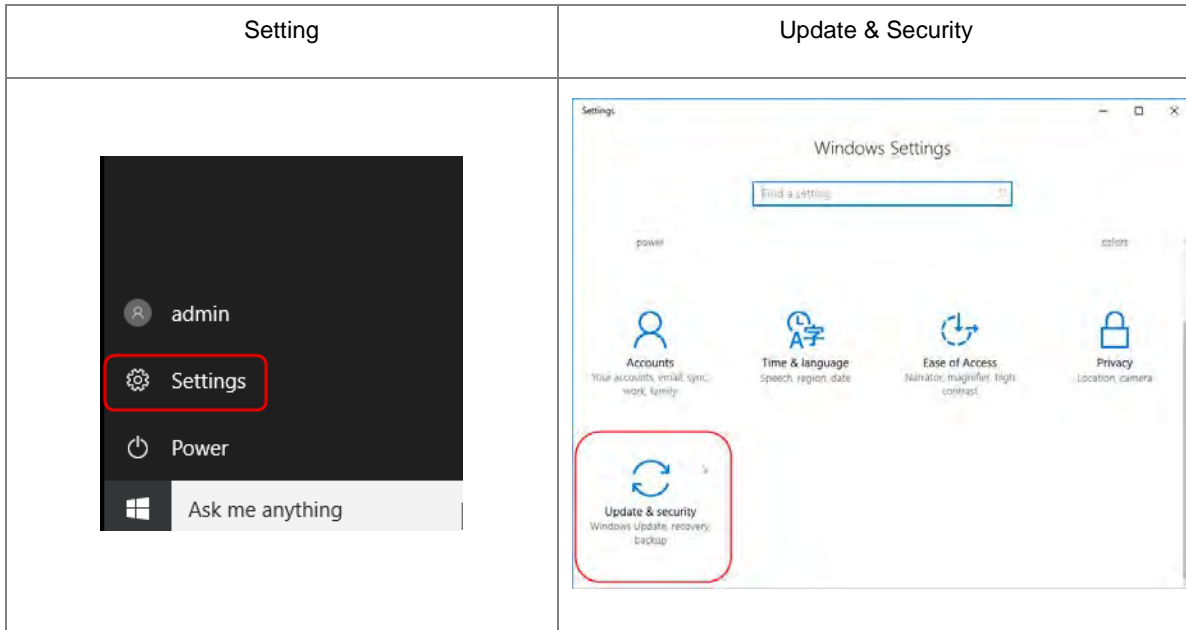 Setting
Update & Security
admin
Settings
Power
Ask me anything
Settings
Windows Settings
Find a setting
power
colors
Accounts
Your accounts, email, sync,
work, family
Time & language
Speech, region, date
Ease of Access
Narrator, magnifier, high
contrast
Privacy
Location, camera
Update & security
Windows Update, recovery,
backup